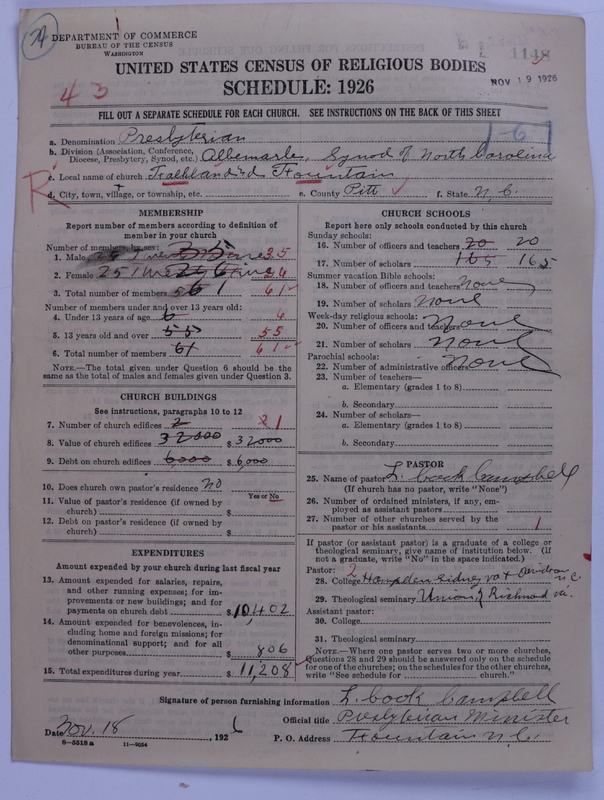 DEPARTMENT OF COMMERCE
BUREAU OF THE CENSUS
WASHINGTON
1148
NOV 19 1926
UNITED STATES CENSUS OF RELIGIOUS BODIES
SCHEDULE: 1926
43
FILL OUT A SEPARATE SCHEDULE FOR EACH CHURCH. SEE INSTRUCTIONS ON THE BACK OF THIS SHEET
-6
a. Denomination Presbyterian
b. Division (Association, Conference, Diocese, Presbytery, Synod, etc.) Albemarle, Synod of North Carolina
c. Local name of church Falkland and Fountain
d. City, town, village, or township, etc. e. County Pitt f. State N.C.
R
MEMBERSHIP
Report number of members according to definition of member in your church
Number of members by sex:
1. Male 35 35
2. Female 26 26
3. Total number of members 61 61
Number of members under and over 13 years old:
4. Under 13 years of age 6 6
5. 13 years old and over 55 55
6. Total number of members 61 61
NOTE.—The total given under Question 6 should be the same as the total of males and females given under Question 3.
CHURCH BUILDINGS
See instructions, paragraphs 10 to 12
7. Number of church edifices 2 1
8. Value of church edifices 32000 $32000
9. Debt on church edifices 6,000 $6,000
10. Does church own pastor's residence? NO Yes or No
11. Value of pastor's residence (if owned by church) $
12. Debt on pastor's residence (if owned by church) $
EXPENDITURES
Amount expended by your church during last fiscal year
13. Amount expended for salaries, repairs, and other running expenses; for improvements or new buildings; and for payments on church debt $10,402
14. Amount expended for benevolences, including home and foreign missions; for denominational support; and for all other purposes $806
15. Total expenditures during year $11,208
CHURCH SCHOOLS
Report here only schools conducted by this church
Sunday schools:
16. Number of officers and teachers 20 20
17. Number of scholars 165 165
Summer vacation Bible schools:
18. Number of officers and teachers None
19. Number of scholars None
Week-day religious schools:
20. Number of officers and teachers None
21. Number of scholars None
Parochial schools:
22. Number of administrative officers None
23. Number of teachers—
a. Elementary (grades 1 to 8)
b. Secondary
24. Number of scholars—
a. Elementary (grades 1 to 8)
b. Secondary
PASTOR
25. Name of pastor L. Cook Campbell
(If church has no pastor, write "None")
26. Number of ordained ministers, if any, employed as assistant pastors
27. Number of other churches served by the pastor or his assistants 1
If pastor (or assistant pastor) is a graduate of a college or theological seminary, give name of institution below. (If not a graduate, write "No" in the space indicated.)
Pastor: 2
28. College Hampden Sidney va + Davidson N.C.
29. Theological seminary Union of Richmond va.
Assistant pastor:
30. College
31. Theological seminary
NOTE.—Where one pastor serves two or more churches, Questions 28 and 29 should be answered only on the schedule for one of the churches; on the schedules for the other churches, write "See schedule for church."
Signature of person furnishing information L. Cook Campbell
Official title Presbyterian Minister
Date Nov. 18, 1926 P. O. Address Fountain N.C.
8—5518a 11—9054